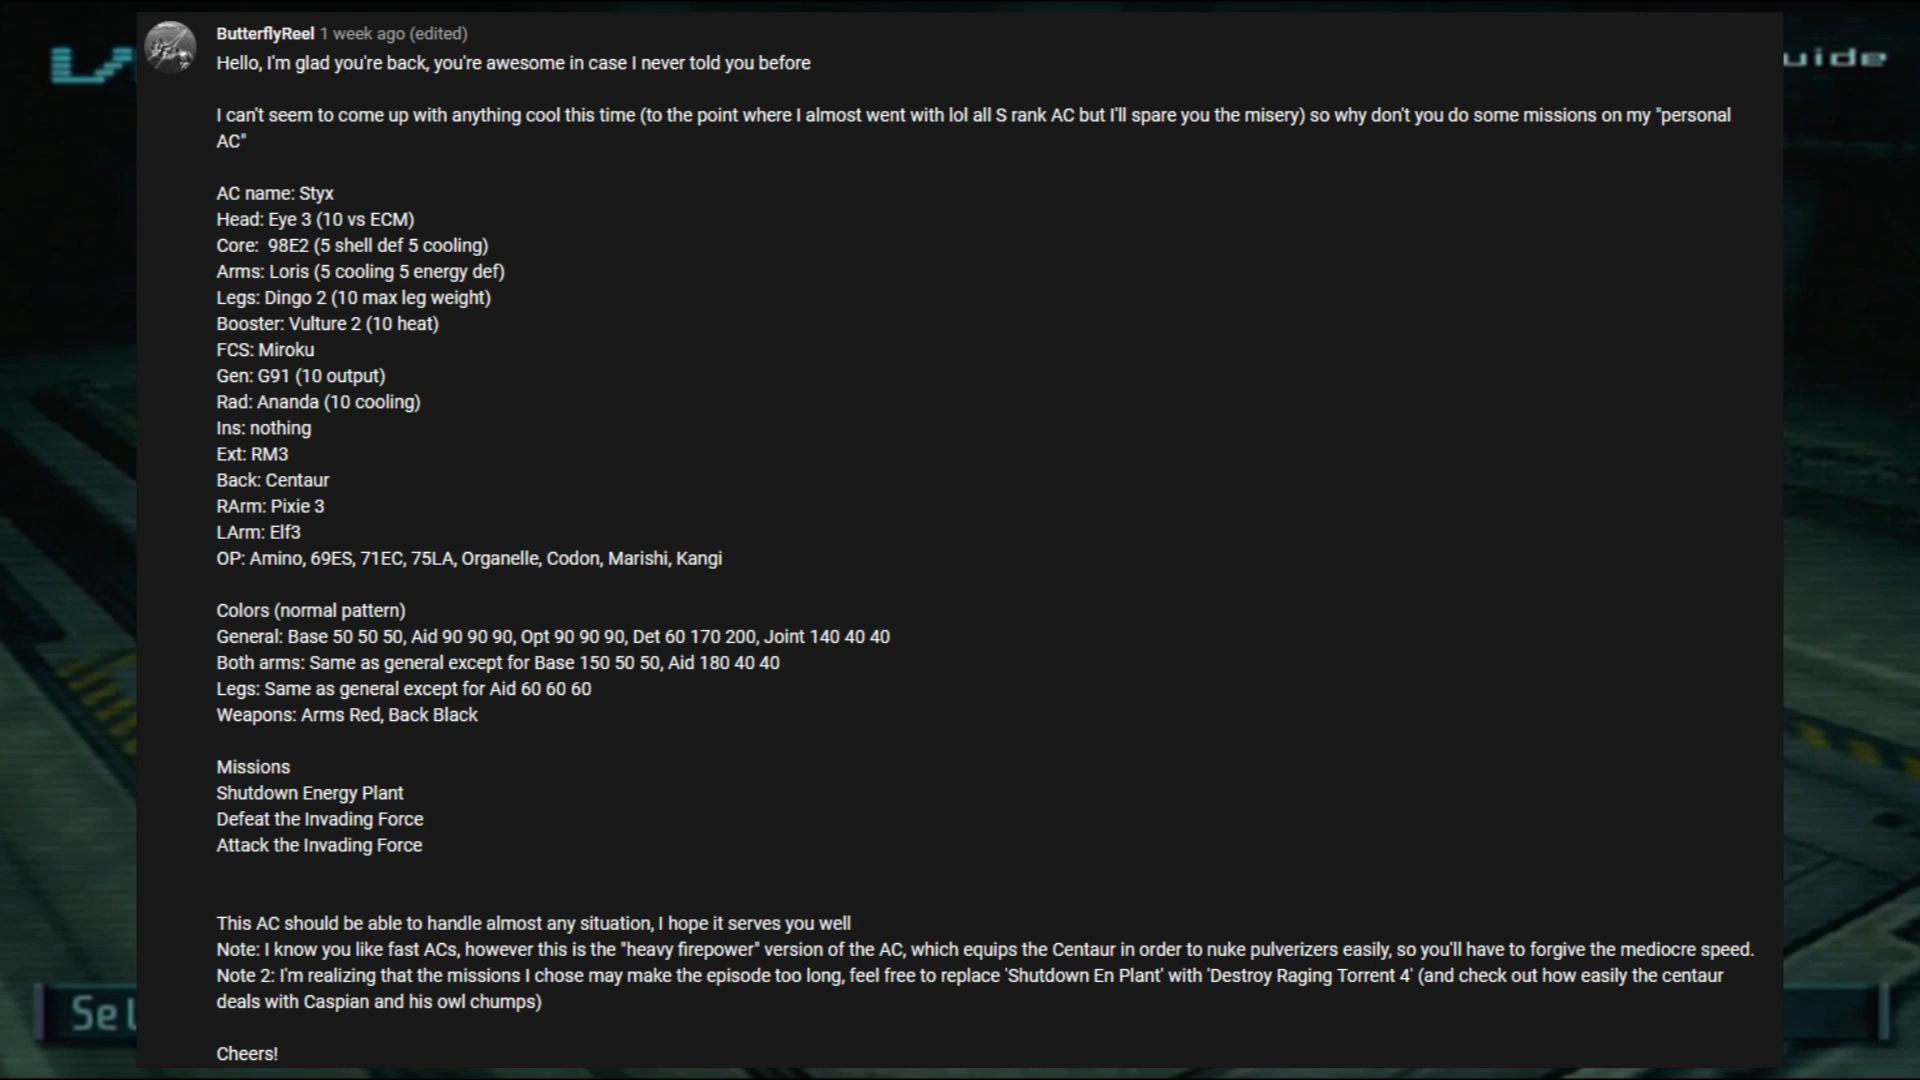 ButterflyReel 1 week ago (edited)
Hello, I'm glad you're back, you're awesome in case I never told you before
I can't seem to come up with anything cool this time (to the point where I almost went with lol all S rank AC but I'll spare you the misery) so why don't you do some missions on my "personal
AC"
AC name: Styx
Head: Eye 3 (10 vs ECM)
Core:  98E2 (5 shell def 5 cooling)
Arms: Loris (5 cooling 5 energy def)
Legs: Dingo 2 (10 max leg weight)
Booster: Vulture 2 (10 heat)
FCS: Miroku
Gen: G91 (10 output)
Rad: Ananda (10 cooling)
Ins: nothing
Ext: RM3
Back: Centaur
RArm: Pixie 3
LArm: Elf3
OP: Amino, 69ES, 71EC, 75LA, Organelle, Codon, Marishi, Kangi
Colors (normal pattern)
General: Base 50 50 50, Aid 90 90 90, Opt 90 90 90, Det 60 170 200, Joint 140 40 40
Both arms: Same as general except for Base 150 50 50, Aid 180 40 40
Legs: Same as general except for Aid 60 60 60
Weapons: Arms Red, Back Black
Missions
Shutdown Energy Plant
Defeat the Invading Force
Attack the Invading Force
This AC should be able to handle almost any situation, I hope it serves you well
Note: I know you like fast ACs, however this is the "heavy firepower" version of the AC, which equips the Centaur in order to nuke pulverizers easily, so you'll have to forgive the mediocre speed.
Note 2: I'm realizing that the missions I chose may make the episode too long, feel free to replace 'Shutdown En Plant' with 'Destroy Raging Torrent 4' (and check out how easily the centaur
deals with Caspian and his owl chumps)
Cheers!
uide
Sel